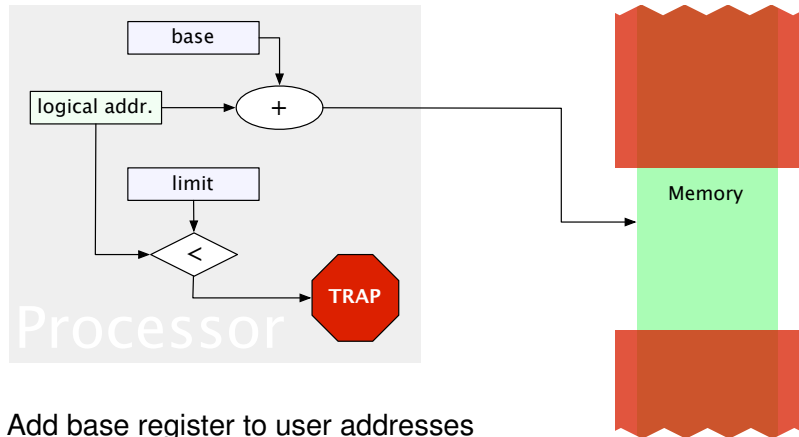 base
logical addr.
+
limit
Memory
<
TRAP
Processor
Add base register to user addresses